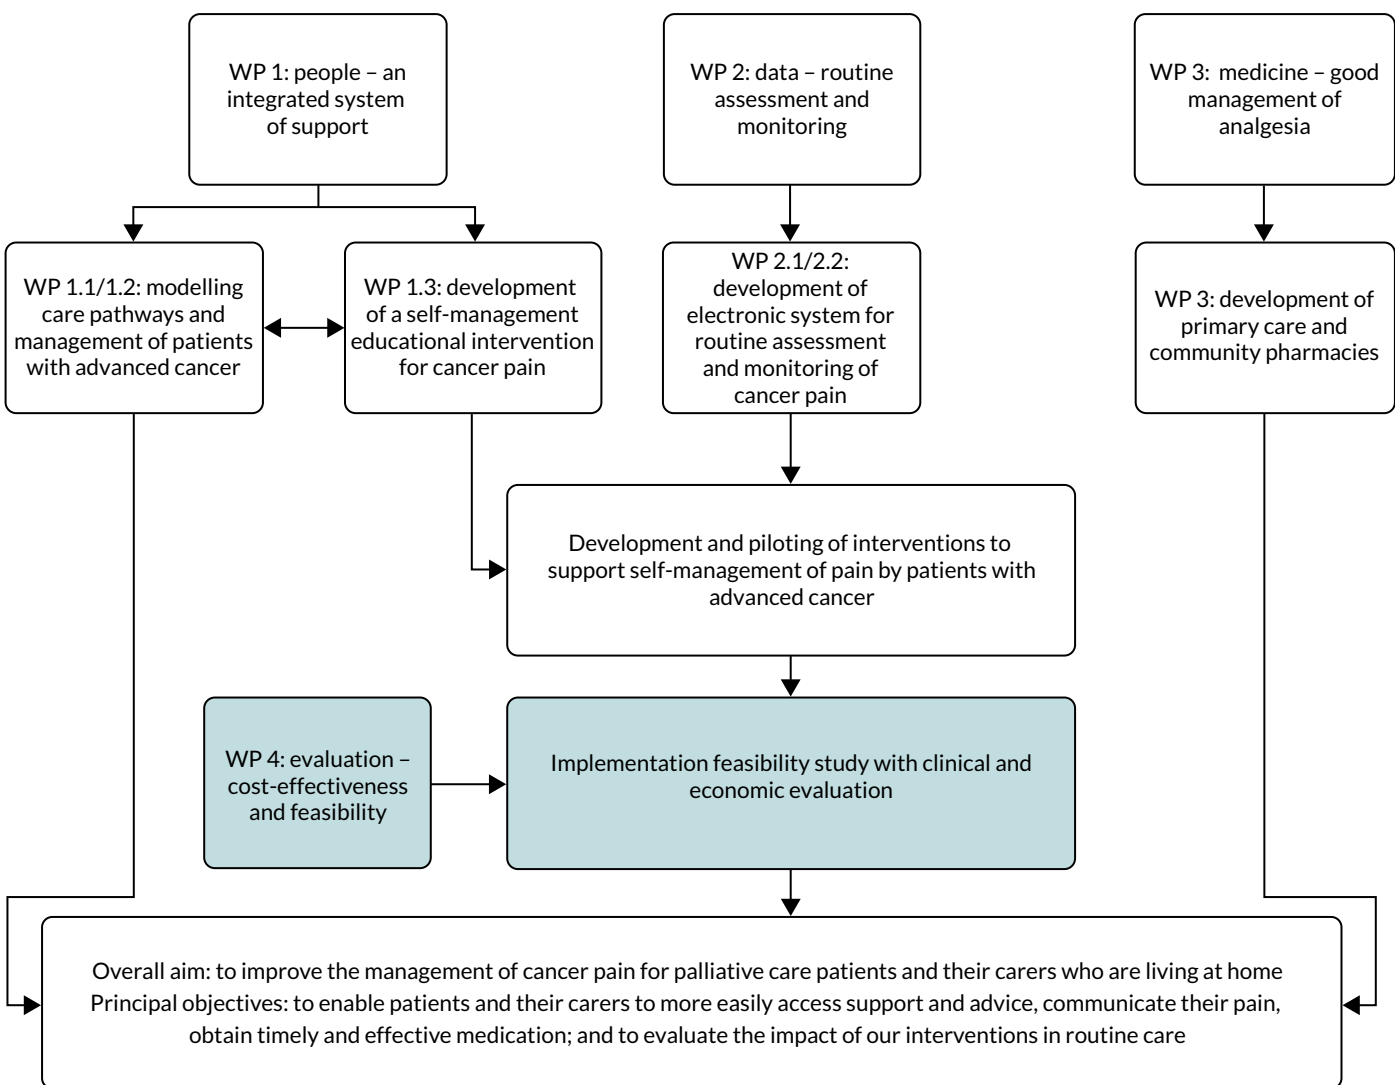 WP 1: people – an
integrated system
of support
WP 2: data – routine
assessment and
monitoring
WP 3: medicine – good
management of
analgesia
WP 1.1/1.2: modelling
care pathways and
management of patients
with advanced cancer
WP 1.3: development
of a self-management
educational intervention
for cancer pain
WP 2.1/2.2:
development of
electronic system for
routine assessment
and monitoring of
cancer pain
WP 3: development of
primary care and
community pharmacies
Development and piloting of interventions to
support self-management of pain by patients with
advanced cancer
WP 4: evaluation –
cost-effectiveness
and feasibility
Implementation feasibility study with clinical and
economic evaluation
Overall aim: to improve the management of cancer pain for palliative care patients and their carers who are living at home
Principal objectives: to enable patients and their carers to more easily access support and advice, communicate their pain,
obtain timely and effective medication; and to evaluate the impact of our interventions in routine care